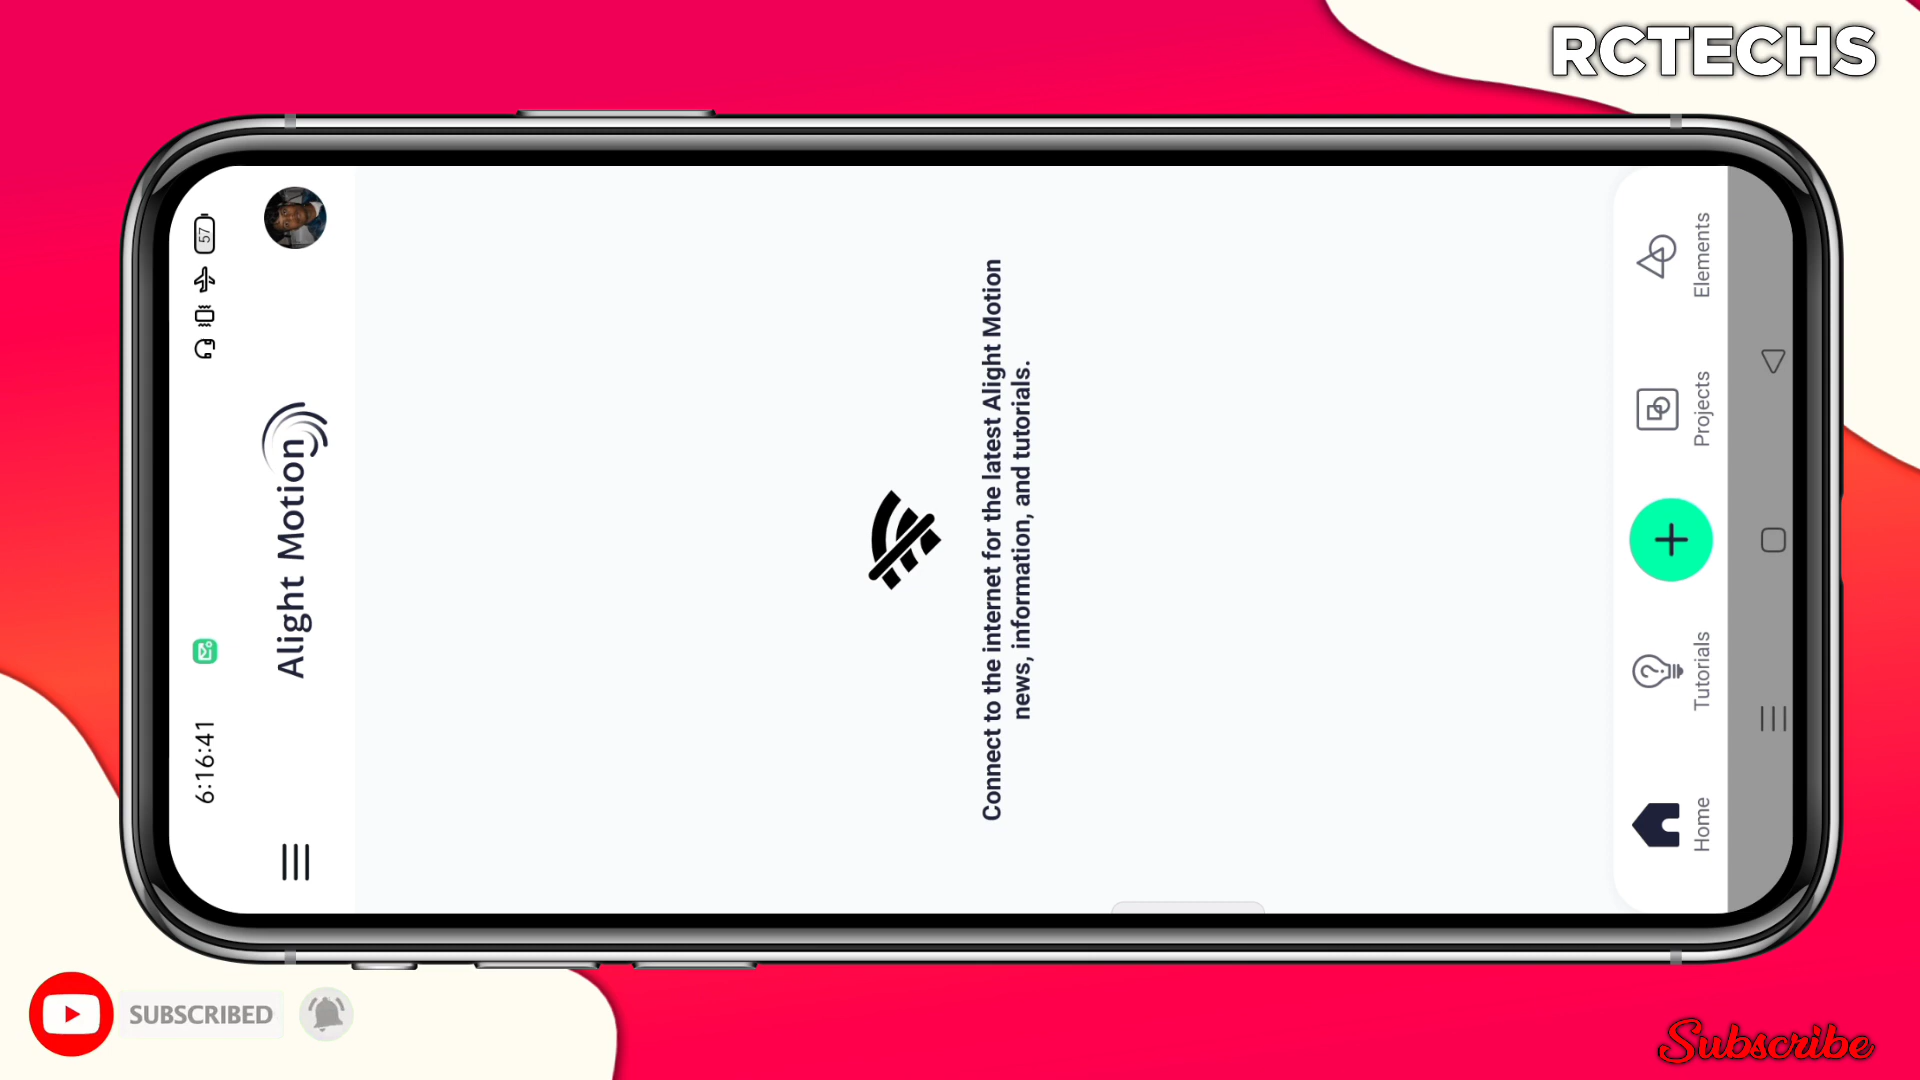 RCTECHS
6:16:41
57
Alight Motion
Connect to the internet for the latest Alight Motion
news, information, and tutorials.
Home
Tutorials
Projects
Elements
SUBSCRIBED
Subscribe